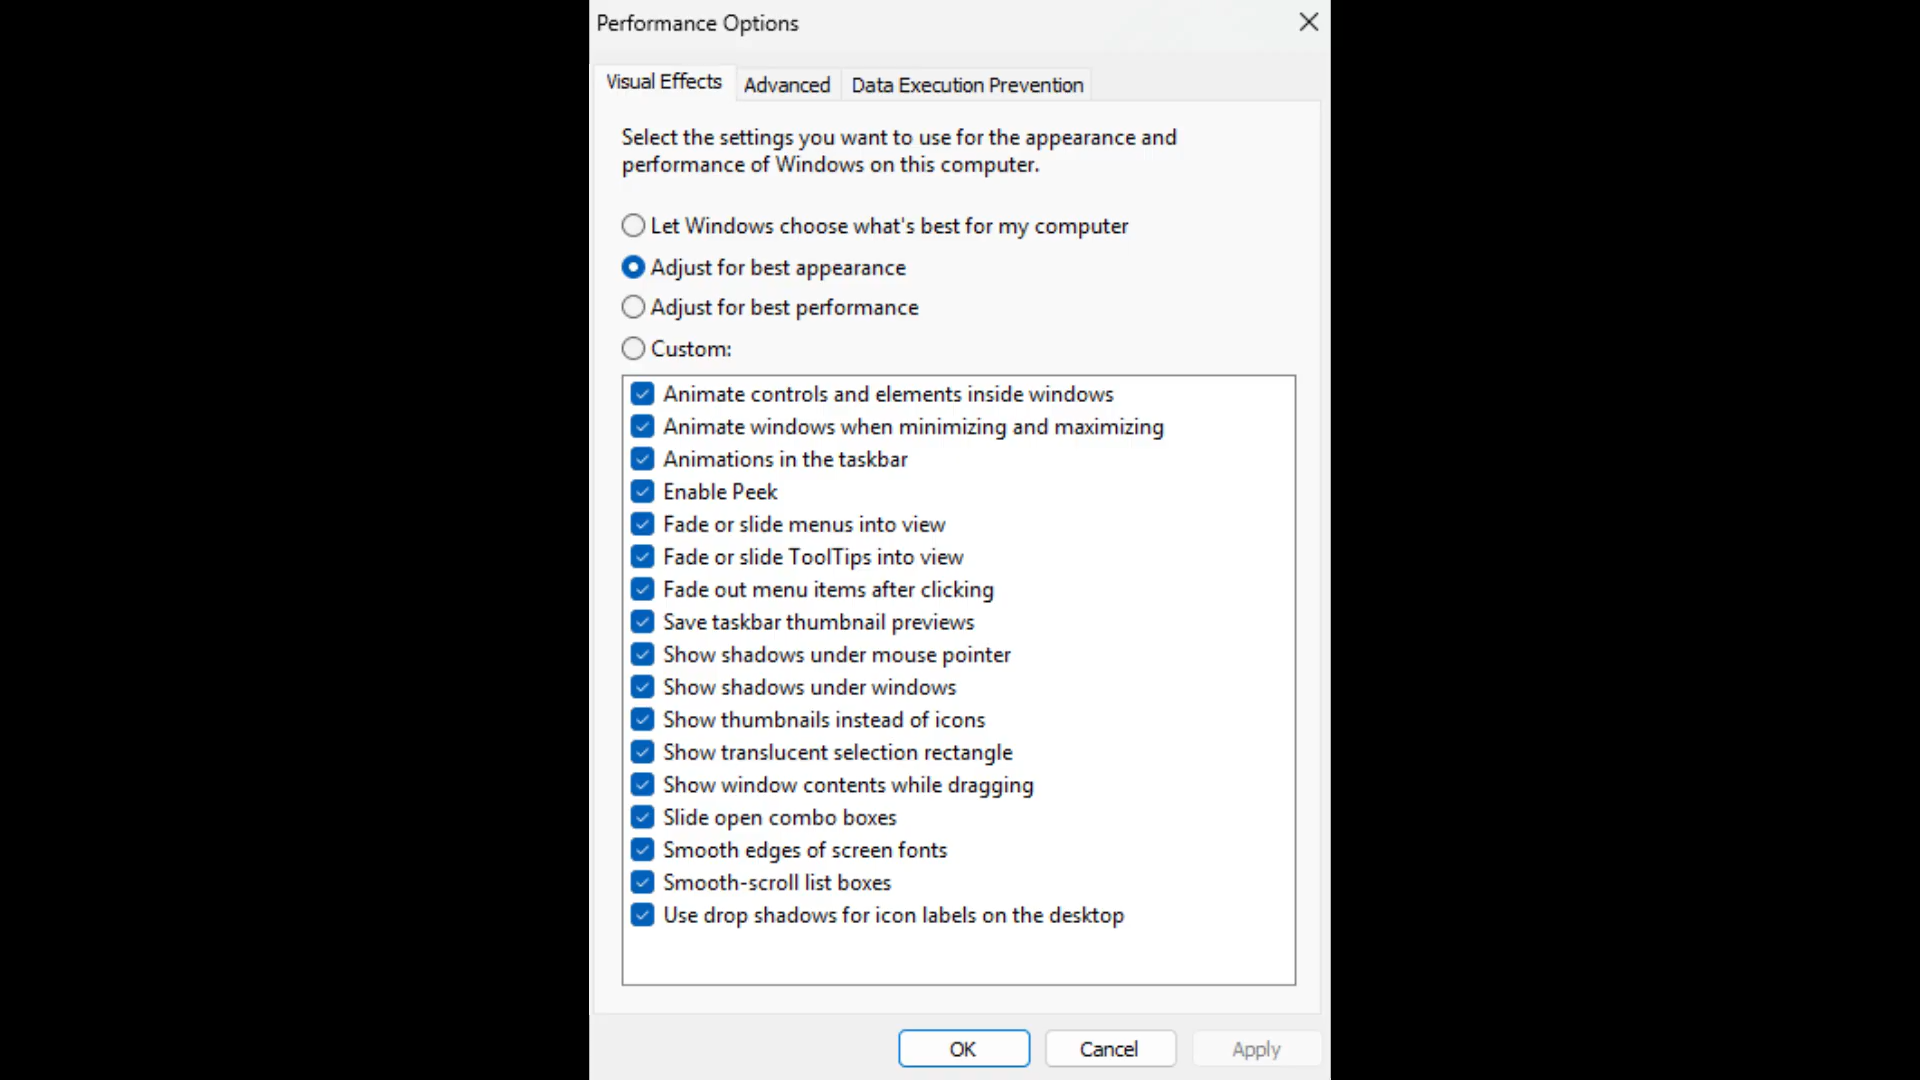 Performance Options
Visual Effects
Advanced
Data Execution Prevention
Select the settings you want to use for the appearance and
performance of Windows on this computer.
Let Windows choose what's best for my computer
Adjust for best appearance
Adjust for best performance
Custom:
Animate controls and elements inside windows
Animate windows when minimizing and maximizing
Animations in the taskbar
Enable Peek
Fade or slide menus into view
Fade or slide ToolTips into view
Fade out menu items after clicking
Save taskbar thumbnail previews
Show shadows under mouse pointer
Show shadows under windows
Show thumbnails instead of icons
Show translucent selection rectangle
Show window contents while dragging
Slide open combo boxes
Smooth edges of screen fonts
Smooth-scroll list boxes
Use drop shadows for icon labels on the desktop
OK
Cancel
Apply